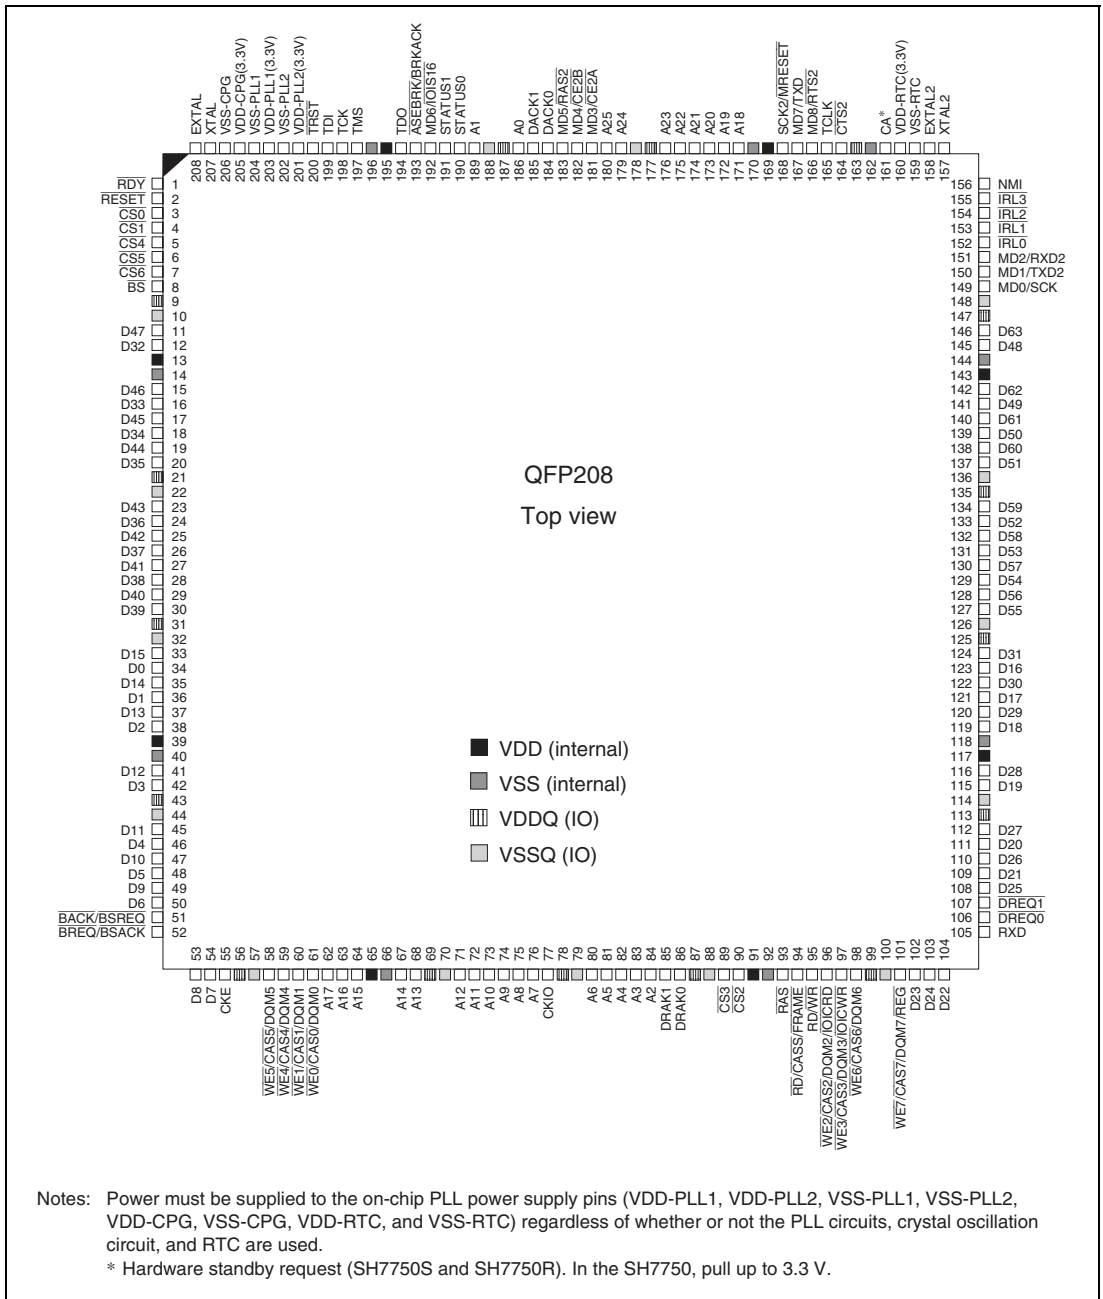 EXTAL
XTAL
VSS-CPG
VDD-CPG(3.3V)
VSS-PLL1
VDD-PLL1(3.3V)
VSS-PLL2
VDD-PLL2(3.3V)
TRST
TDI
TCK
TMS
TDO
ASEBRK/BRKACK
MD6/IOIS16
STATUS1
STATUS0
A1
A0
DACK1
DACK0
MD5/RAS2
MD4/CE2B
MD3/CE2A
A25
A24
A23
A22
A21
A20
A19
A18
SCK2/MRESET
MD7/TXD
MD8/RTS2
TCLK
CTS2
CA*
VDD-RTC(3.3V)
VSS-RTC
EXTAL2
XTAL2
208 207 206 205 204 203 202 201 200 199 198 197 196 195 194 193 192 191 190 189 188 187 186 185 184 183 182 181 180 179 178 177 176 175 174 173 172 171 170 169 168 167 166 165 164 163 162 161 160 159 158 157
RDY 1 156 NMI
RESET 2 155 IRL3
CS0 3 154 IRL2
CS1 4 153 IRL1
CS4 5 152 IRL0
CS5 6 151 MD2/RXD2
CS6 7 150 MD1/TXD2
BS 8 149 MD0/SCK
9 148
10 147
D47 11 146 D63
D32 12 145 D48
13 144
14 143
D46 15 142 D62
D33 16 141 D49
D45 17 140 D61
D34 18 139 D50
D44 19 138 D60
D35 20 137 D51
21 136
22 135
D43 23 134 D59
D36 24 133 D52
D42 25 132 D58
D37 26 131 D53
D41 27 130 D57
D38 28 129 D54
D40 29 128 D56
D39 30 127 D55
31 126
32 125
D15 33 124 D31
D0 34 123 D16
D14 35 122 D30
D1 36 121 D17
D13 37 120 D29
D2 38 119 D18
39 118
40 117
D12 41 116 D28
D3 42 115 D19
43 114
44 113
D11 45 112 D27
D4 46 111 D20
D10 47 110 D26
D5 48 109 D21
D9 49 108 D25
D6 50 107 DREQ1
BACK/BSREQ 51 106 DREQ0
BREQ/BSACK 52 105 RXD
QFP208
Top view
VDD (internal)
VSS (internal)
VDDQ (IO)
VSSQ (IO)
53 54 55 56 57 58 59 60 61 62 63 64 65 66 67 68 69 70 71 72 73 74 75 76 77 78 79 80 81 82 83 84 85 86 87 88 89 90 91 92 93 94 95 96 97 98 99 100 101 102 103 104
D8
D7
CKE
WE5/CAS5/DQM5
WE4/CAS4/DQM4
WE1/CAS1/DQM1
WE0/CAS0/DQM0
A17
A16
A15
A14
A13
A12
A11
A10
A9
A8
A7
CKIO
A6
A5
A4
A3
A2
DRAK1
DRAK0
CS3
CS2
RAS
RD/CASS/FRAME
RD/WR
WE2/CAS2/DQM2/IOICRD
WE3/CAS3/DQM3/IOICWR
WE6/CAS6/DQM6
WE7/CAS7/DQM7/REG
D23
D24
D22
Notes: Power must be supplied to the on-chip PLL power supply pins (VDD-PLL1, VDD-PLL2, VSS-PLL1, VSS-PLL2,
VDD-CPG, VSS-CPG, VDD-RTC, and VSS-RTC) regardless of whether or not the PLL circuits, crystal oscillation
circuit, and RTC are used.
* Hardware standby request (SH7750S and SH7750R). In the SH7750, pull up to 3.3 V.